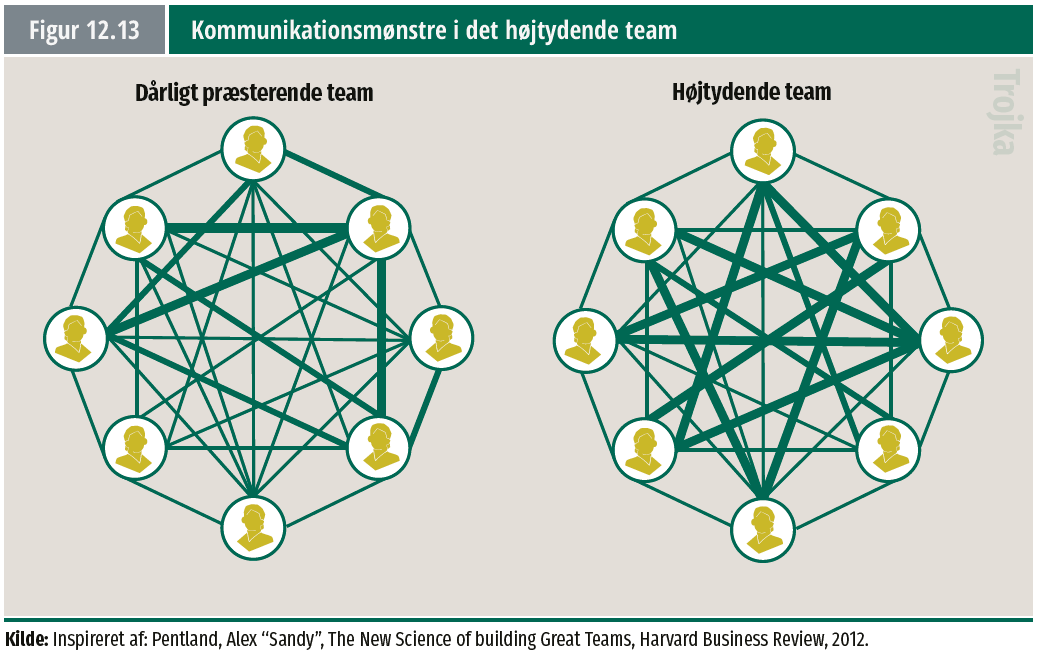 Figur 12.13
Kommunikationsmønstre i det højtydende team
Dårligt præsterende team
Højtydende team
Trojka
Kilde: Inspireret af: Pentland, Alex “Sandy”, The New Science of building Great Teams, Harvard Business Review, 2012.